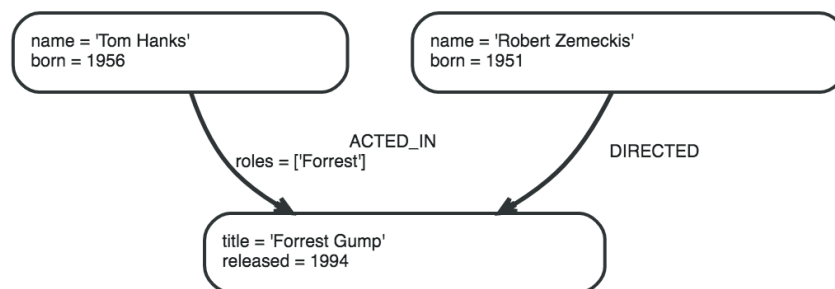 name = 'Tom Hanks'
born = 1956
name = 'Robert Zemeckis'
born = 1951
ACTED_IN
roles = ['Forrest']
DIRECTED
title = 'Forrest Gump'
released = 1994